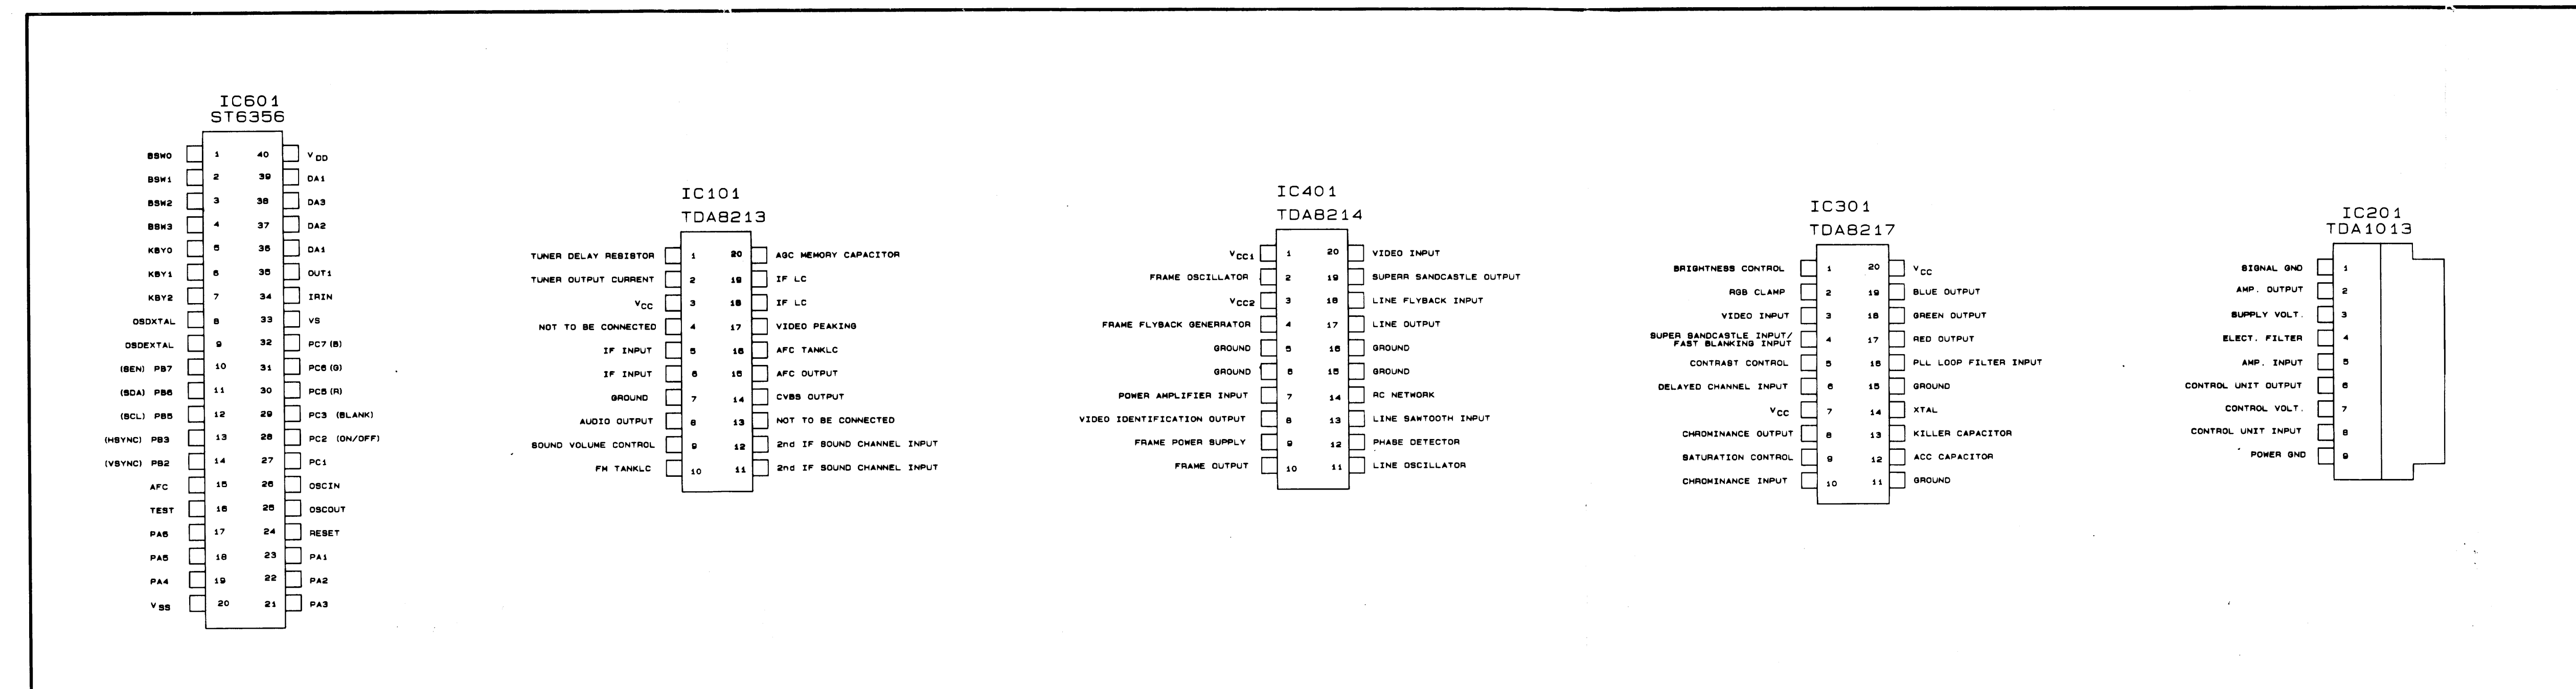 IC601
ST6356
BSW0 1 40 VDD
BSW1 2 39 DA1
BSW2 3 38 DA3
BSW3 4 37 DA2
KBY0 5 36 DA1
KBY1 6 35 OUT1
KBY2 7 34 IRIN
OSDXTAL 8 33 VS
OSDEXTAL 9 32 PC7 (B)
(SEN) PB7 10 31 PC6 (G)
(SDA) PB6 11 30 PC5 (R)
(SCL) PB5 12 29 PC3 (BLANK)
(HSYNC) PB3 13 28 PC2 (ON/OFF)
(VSYNC) PB2 14 27 PC1
AFC 15 26 OSCIN
TEST 16 25 OSCOUT
PA6 17 24 RESET
PA5 18 23 PA1
PA4 19 22 PA2
VSS 20 21 PA3
IC101
TDA8213
TUNER DELAY RESISTOR 1 20 AGC MEMORY CAPACITOR
TUNER OUTPUT CURRENT 2 19 IF LC
VCC 3 18 IF LC
NOT TO BE CONNECTED 4 17 VIDEO PEAKING
IF INPUT 5 16 AFC TANKLC
IF INPUT 6 15 AFC OUTPUT
GROUND 7 14 CVBS OUTPUT
AUDIO OUTPUT 8 13 NOT TO BE CONNECTED
SOUND VOLUME CONTROL 9 12 2nd IF SOUND CHANNEL INPUT
FM TANKLC 10 11 2nd IF SOUND CHANNEL INPUT
IC401
TDA8214
VCC1 1 20 VIDEO INPUT
FRAME OSCILLATOR 2 19 SUPERR SANDCASTLE OUTPUT
VCC2 3 18 LINE FLYBACK INPUT
FRAME FLYBACK GENERRATOR 4 17 LINE OUTPUT
GROUND 5 16 GROUND
GROUND 6 15 GROUND
POWER AMPLIFIER INPUT 7 14 RC NETWORK
VIDEO IDENTIFICATION OUTPUT 8 13 LINE SAWTOOTH INPUT
FRAME POWER SUPPLY 9 12 PHASE DETECTOR
FRAME OUTPUT 10 11 LINE OSCILLATOR
IC301
TDA8217
BRIGHTNESS CONTROL 1 20 VCC
RGB CLAMP 2 19 BLUE OUTPUT
VIDEO INPUT 3 18 GREEN OUTPUT
SUPER SANDCASTLE INPUT/
FAST BLANKING INPUT 4 17 RED OUTPUT
CONTRAST CONTROL 5 16 PLL LOOP FILTER INPUT
DELAYED CHANNEL INPUT 6 15 GROUND
VCC 7 14 XTAL
CHROMINANCE OUTPUT 8 13 KILLER CAPACITOR
SATURATION CONTROL 9 12 ACC CAPACITOR
CHROMINANCE INPUT 10 11 GROUND
IC201
TDA1013
SIGNAL GND 1
AMP. OUTPUT 2
SUPPLY VOLT. 3
ELECT. FILTER 4
AMP. INPUT 5
CONTROL UNIT OUTPUT 6
CONTROL VOLT. 7
CONTROL UNIT INPUT 8
POWER GND 9